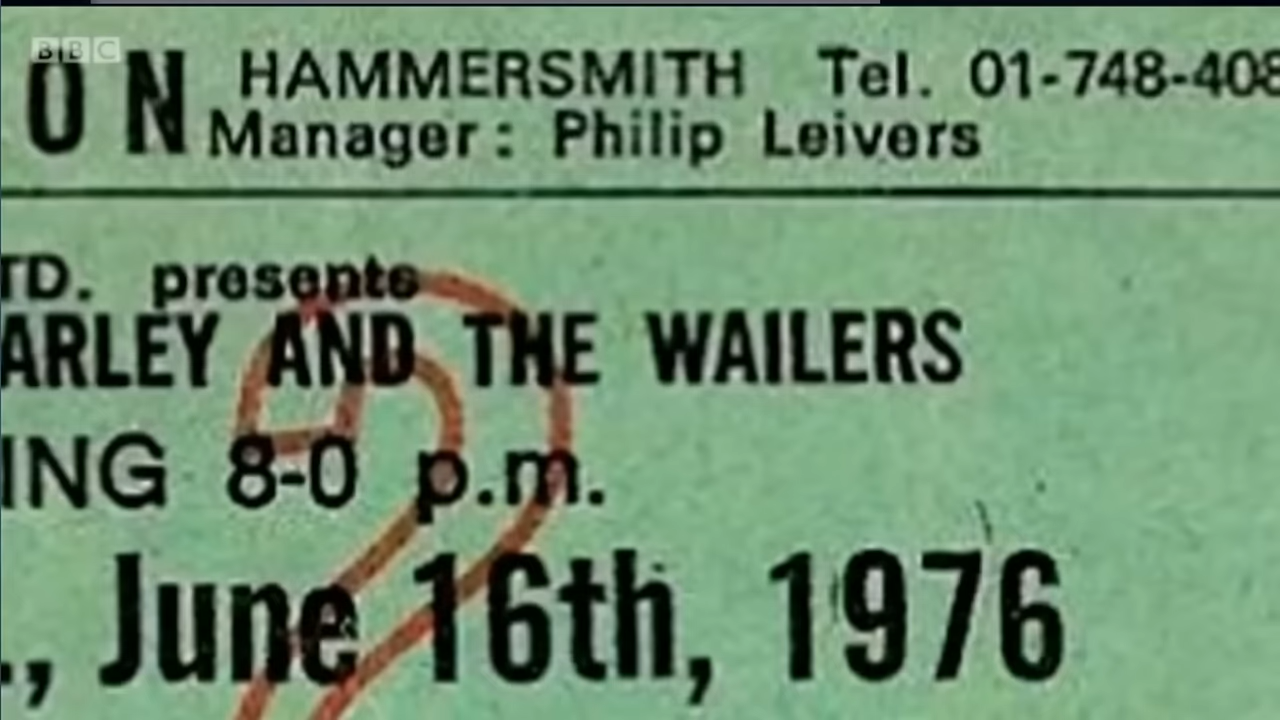 BBC
ON HAMMERSMITH Tel. 01-748-408
Manager: Philip Leivers
TD. presents
ARLEY AND THE WAILERS
ING 8-0 p.m.
., June 16th, 1976
2